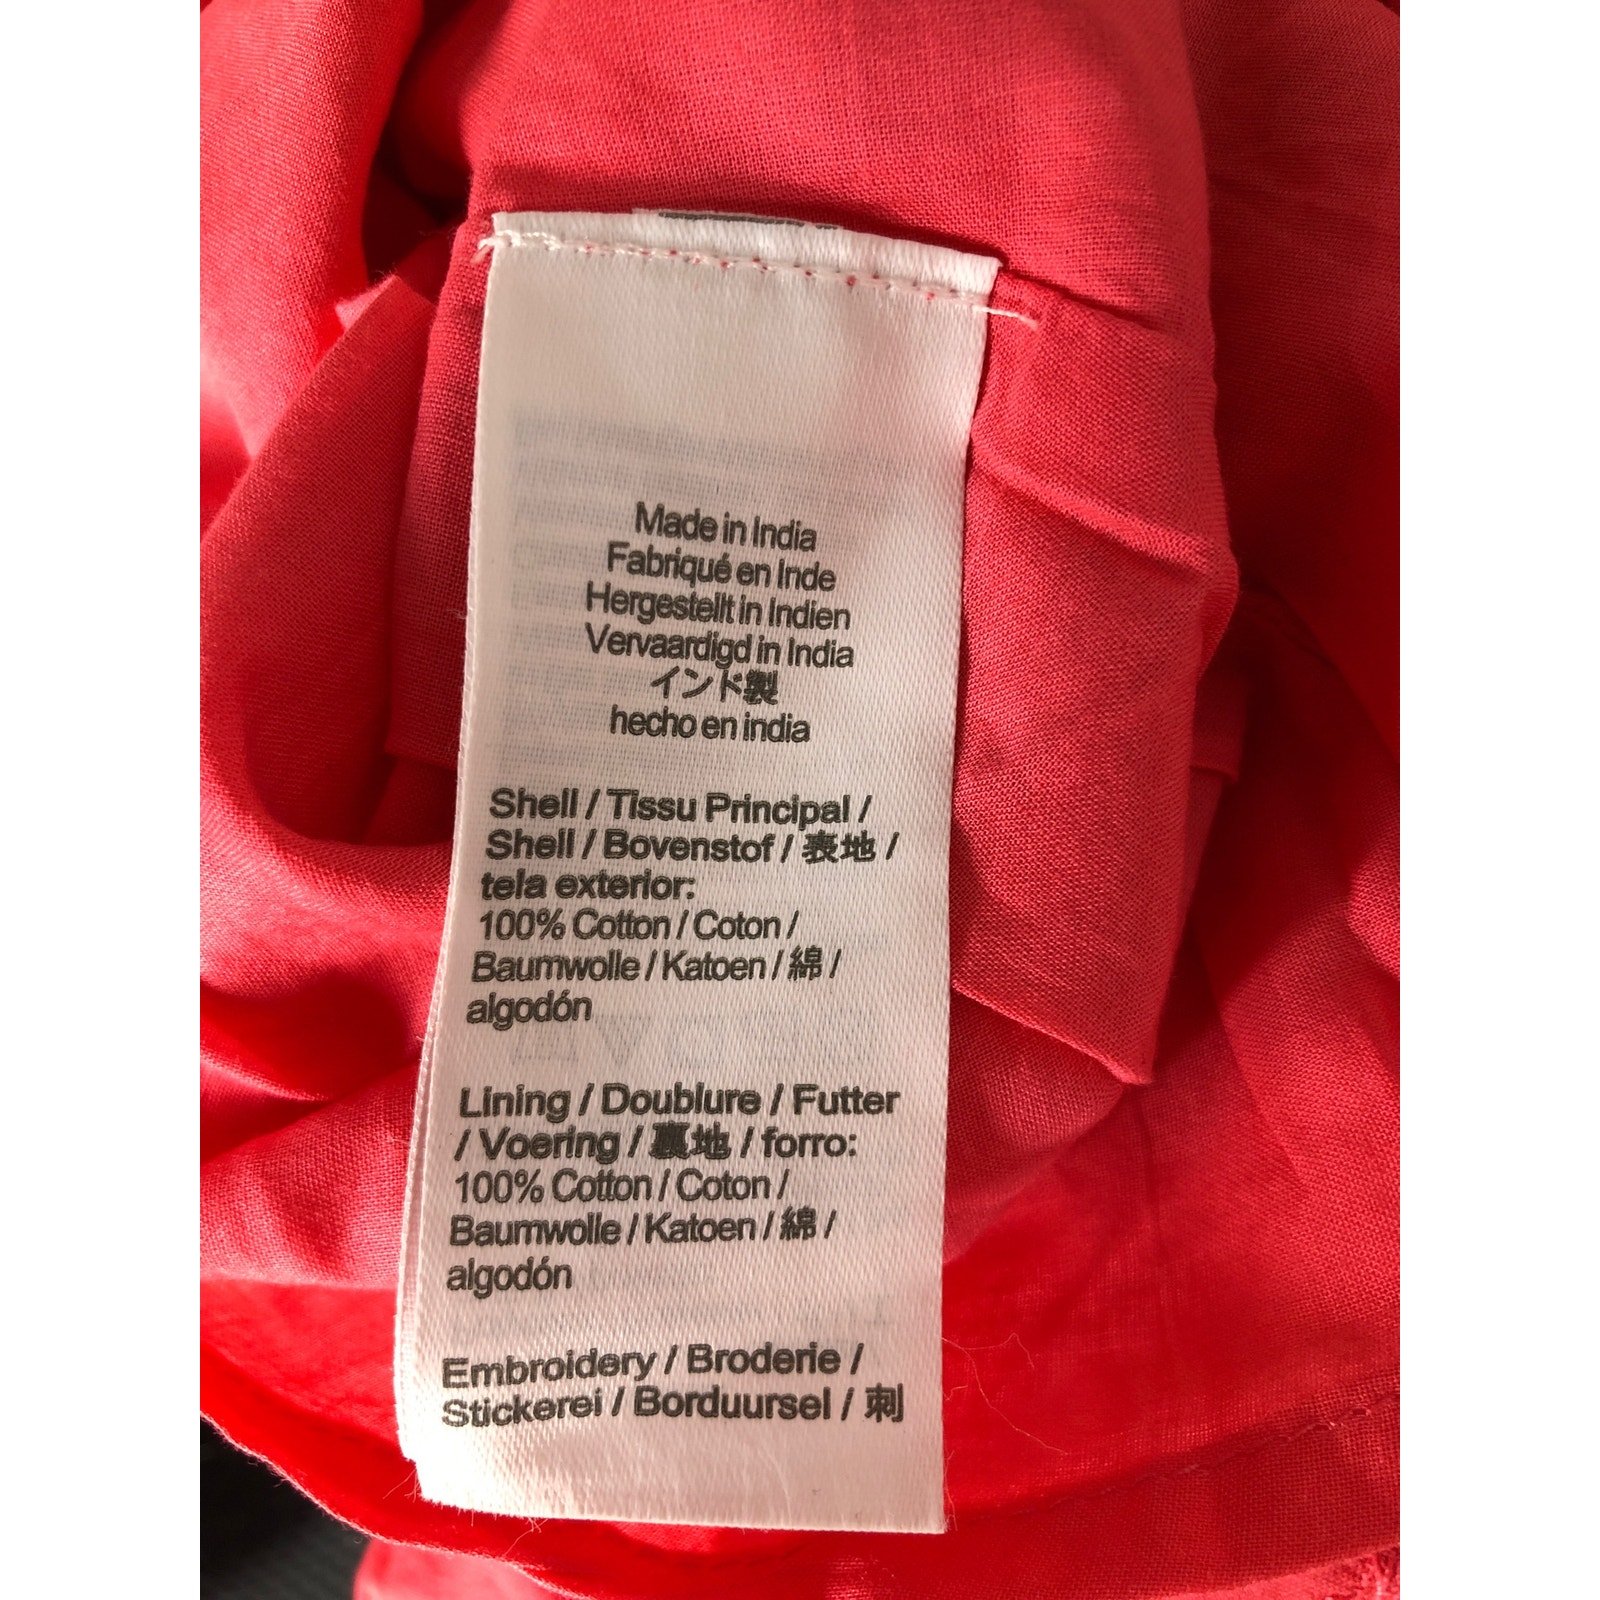 Made in India
Fabriqué en Inde
Hergestellt in Indien
Vervaardigd in India
インド製
hecho en india
Shell / Tissu Principal /
Shell / Bovenstof / 表地 /
tela exterior:
100% Cotton / Coton /
Baumwolle / Katoen / 綿 /
algodón
Lining / Doublure / Futter
/ Voering / 裏地 / forro:
100% Cotton / Coton /
Baumwolle / Katoen / 綿 /
algodón
Embroidery / Broderie /
Stickerei / Borduursel / 刺